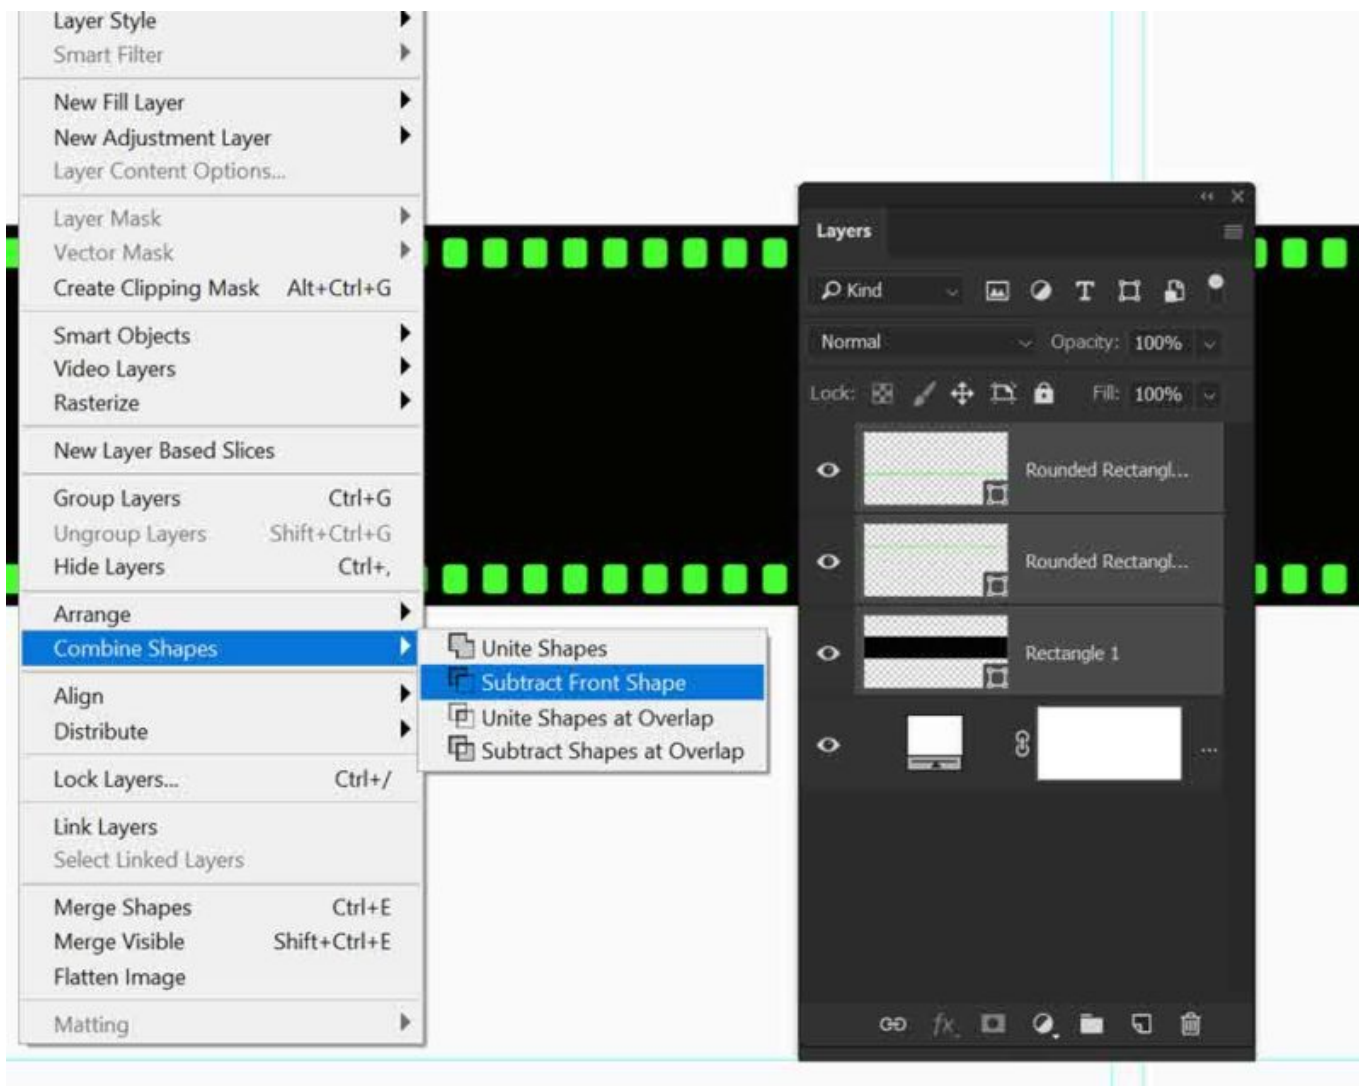 Layer Style
Smart Filter
New Fill Layer
New Adjustment Layer
Layer Content Options...
Layer Mask
Vector Mask
Create Clipping Mask Alt+Ctrl+G
Smart Objects
Video Layers
Rasterize
New Layer Based Slices
Group Layers Ctrl+G
Ungroup Layers Shift+Ctrl+G
Hide Layers Ctrl+,
Arrange
Combine Shapes
Align
Distribute
Lock Layers... Ctrl+/
Link Layers
Select Linked Layers
Merge Shapes Ctrl+E
Merge Visible Shift+Ctrl+E
Flatten Image
Matting
Unite Shapes
Subtract Front Shape
Unite Shapes at Overlap
Subtract Shapes at Overlap
Layers
Kind
Normal Opacity: 100%
Lock: Fill: 100%
Rounded Rectangl...
Rounded Rectangl...
Rectangle 1
...
fx